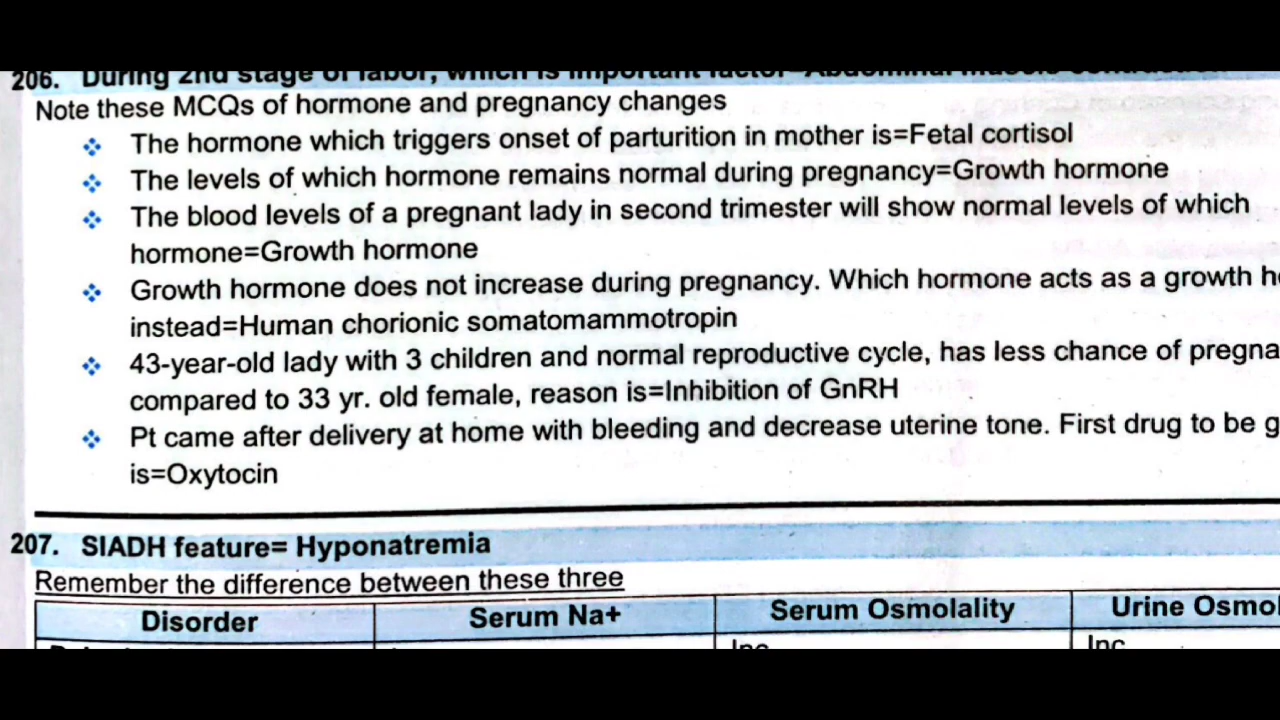 206. During 2nd stage of labor, which is important factor=Abdominal muscle
Note these MCQs of hormone and pregnancy changes
❖ The hormone which triggers onset of parturition in mother is=Fetal cortisol
❖ The levels of which hormone remains normal during pregnancy=Growth hormone
❖ The blood levels of a pregnant lady in second trimester will show normal levels of which
hormone=Growth hormone
❖ Growth hormone does not increase during pregnancy. Which hormone acts as a growth
instead=Human chorionic somatomammotropin
❖ 43-year-old lady with 3 children and normal reproductive cycle, has less chance of pregna
compared to 33 yr. old female, reason is=Inhibition of GnRH
❖ Pt came after delivery at home with bleeding and decrease uterine tone. First drug to be g
is=Oxytocin
207. SIADH feature= Hyponatremia
Remember the difference between these three
Disorder Serum Na+ Serum Osmolality Urine Osmol
Inc Inc